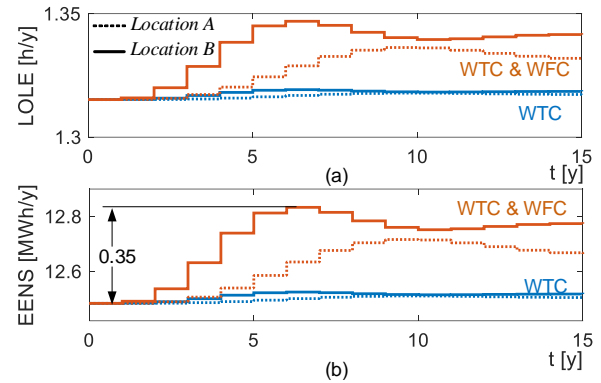 1.35
Location A
Location B
LOLE [h/y]
WTC & WFC
WTC
1.3
0 5 10 15
t [y]
(a)
EENS [MWh/y]
12.8
WTC & WFC
0.35
12.6
WTC
0 5 10 15
t [y]
(b)